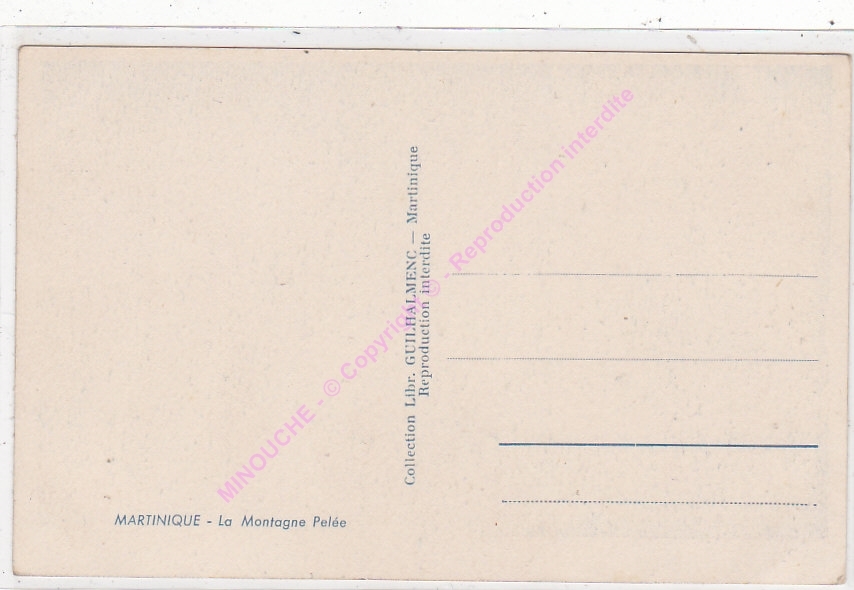 Collection Libr. GUILHALMENC — Martinique
Reproduction interdite
MINOUCHE - © Copyright © - Reproduction interdite
MARTINIQUE - La Montagne Pelée